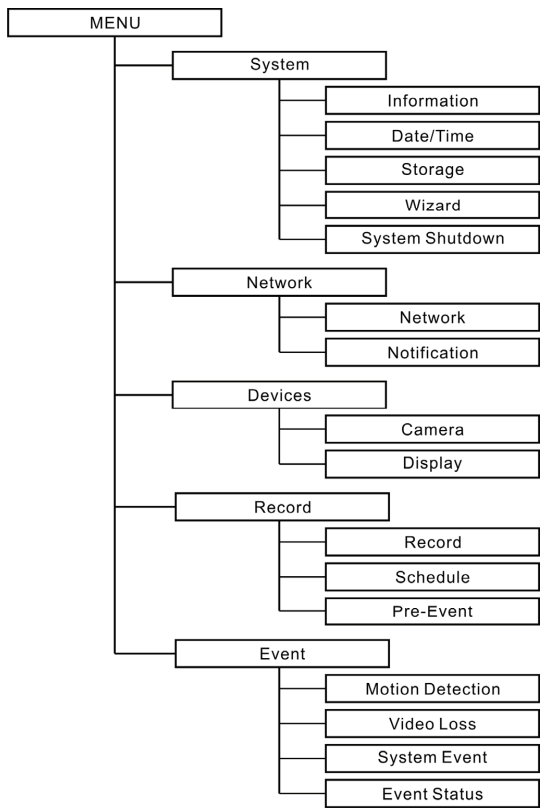 MENU
System
Information
Date/Time
Storage
Wizard
System Shutdown
Network
Network
Notification
Devices
Camera
Display
Record
Record
Schedule
Pre-Event
Event
Motion Detection
Video Loss
System Event
Event Status